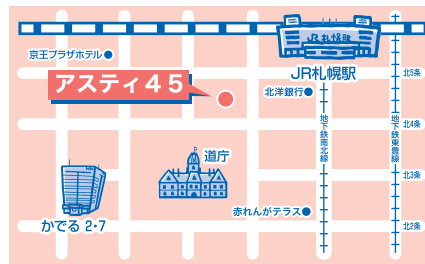 JR札幌駅
京王プラザホテル
JR札幌駅
アスティ45
北5条
北洋銀行
地下鉄南北線
地下鉄東豊線
北4条
道庁
北3条
かでる 2・7
赤れんがテラス
北2条